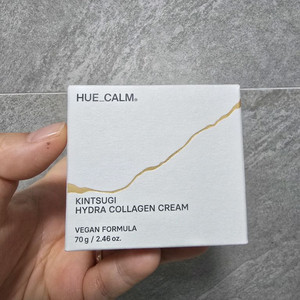 HUE_CALM®
KINTSUGI
HYDRA COLLAGEN CREAM
VEGAN FORMULA
70 g / 2.46 oz.